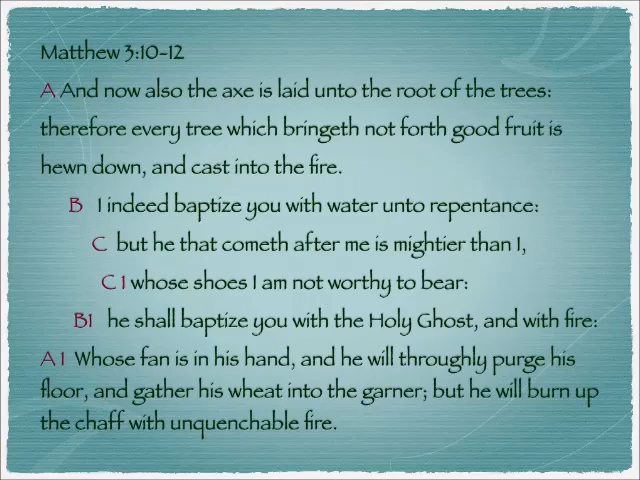 Matthew 3:10-12
A And now also the axe is laid unto the root of the trees:
therefore every tree which bringeth not forth good fruit is
hewn down, and cast into the fire.
B I indeed baptize you with water unto repentance:
C but he that cometh after me is mightier than I,
C 1 whose shoes I am not worthy to bear:
B1 he shall baptize you with the Holy Ghost, and with fire:
A 1 Whose fan is in his hand, and he will throughly purge his
floor, and gather his wheat into the garner; but he will burn up
the chaff with unquenchable fire.